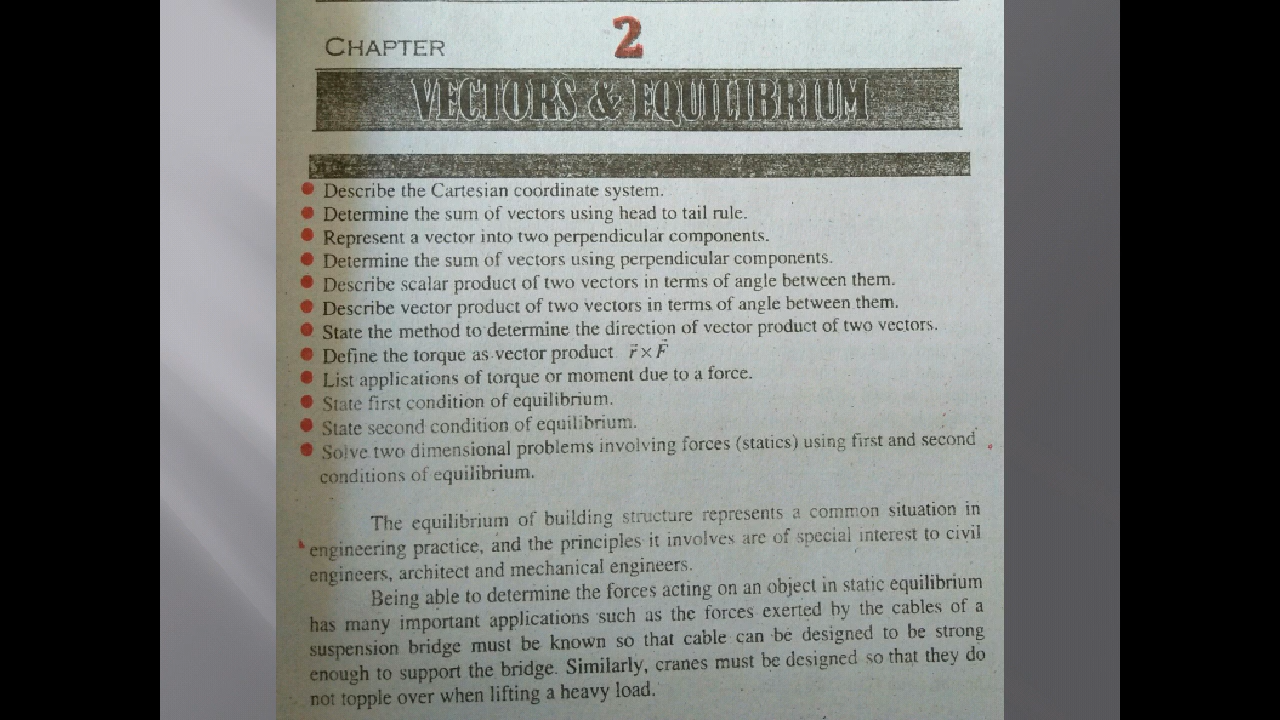 CHAPTER 2
VECTORS & EQUILIBRIUM
Describe the Cartesian coordinate system.
Determine the sum of vectors using head to tail rule.
Represent a vector into two perpendicular components.
Determine the sum of vectors using perpendicular components.
Describe scalar product of two vectors in terms of angle between them.
Describe vector product of two vectors in terms of angle between them.
State the method to determine the direction of vector product of two vectors.
Define the torque as vector product r⃗ × F⃗
List applications of torque or moment due to a force.
State first condition of equilibrium.
State second condition of equilibrium.
Solve two dimensional problems involving forces (statics) using first and second
conditions of equilibrium.
The equilibrium of building structure represents a common situation in
engineering practice, and the principles it involves are of special interest to civil
engineers, architect and mechanical engineers.
Being able to determine the forces acting on an object in static equilibrium
has many important applications such as the forces exerted by the cables of a
suspension bridge must be known so that cable can be designed to be strong
enough to support the bridge. Similarly, cranes must be designed so that they do
not topple over when lifting a heavy load.